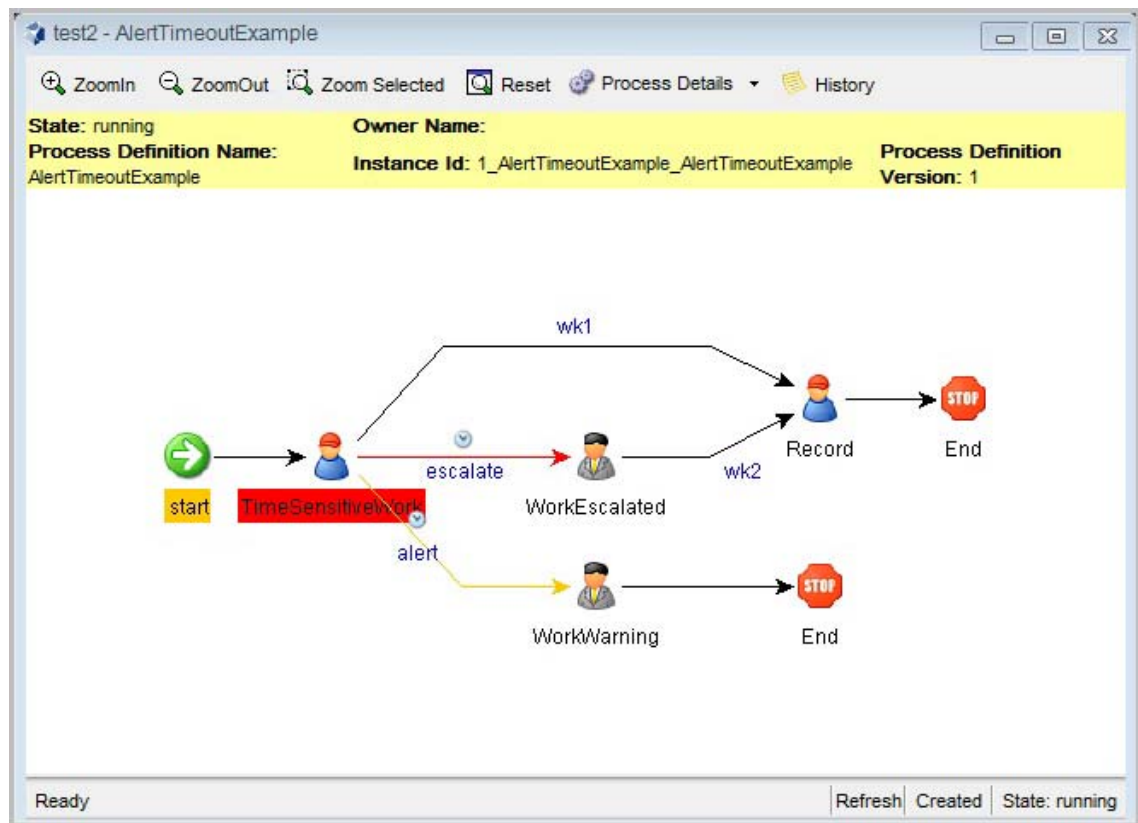 test2 - AlertTimeoutExample
ZoomIn ZoomOut Zoom Selected Reset Process Details History
State: running Owner Name:
Process Definition Name: Instance Id: 1_AlertTimeoutExample_AlertTimeoutExample Process Definition
AlertTimeoutExample Version: 1
wk1
STOP
Record End
escalate wk2
start TimeSensitiveWork WorkEscalated
alert
STOP
WorkWarning End
Ready Refresh Created State: running